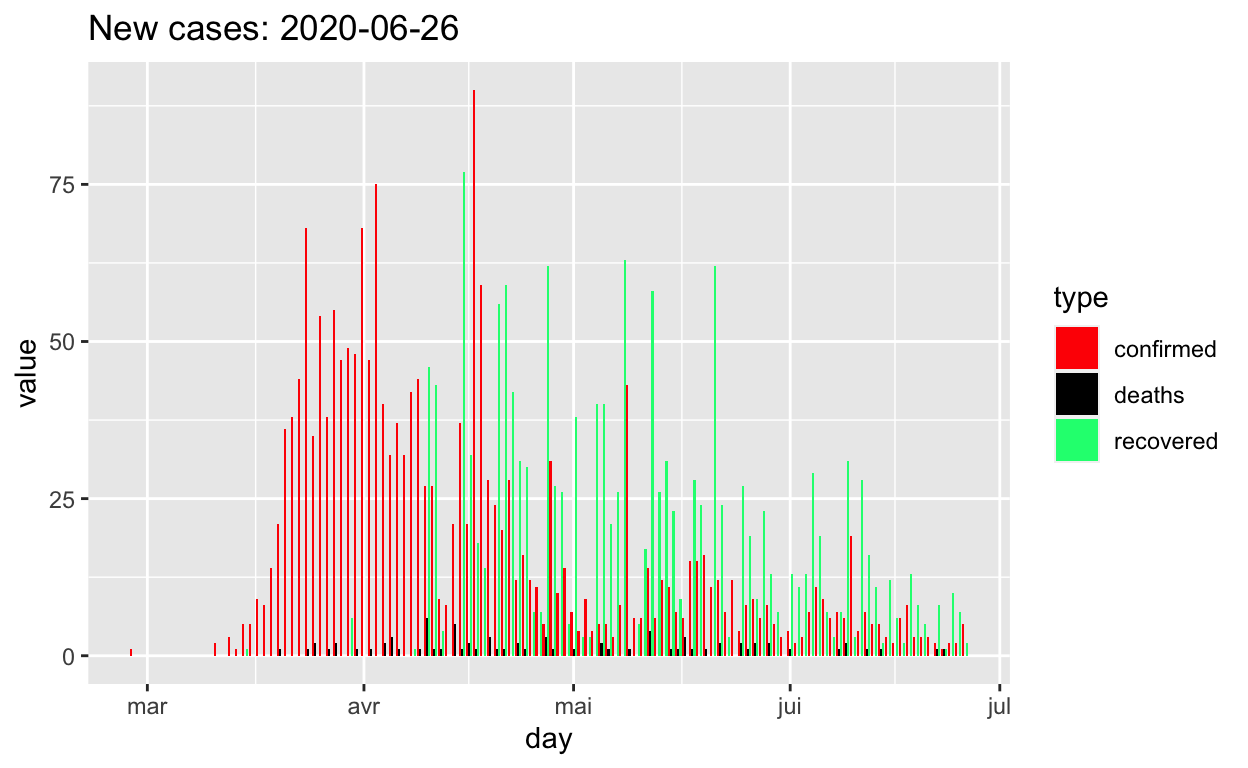 New cases: 2020-06-26
value
75
50
25
0
mar avr mai jui jul
day
type
confirmed
deaths
recovered